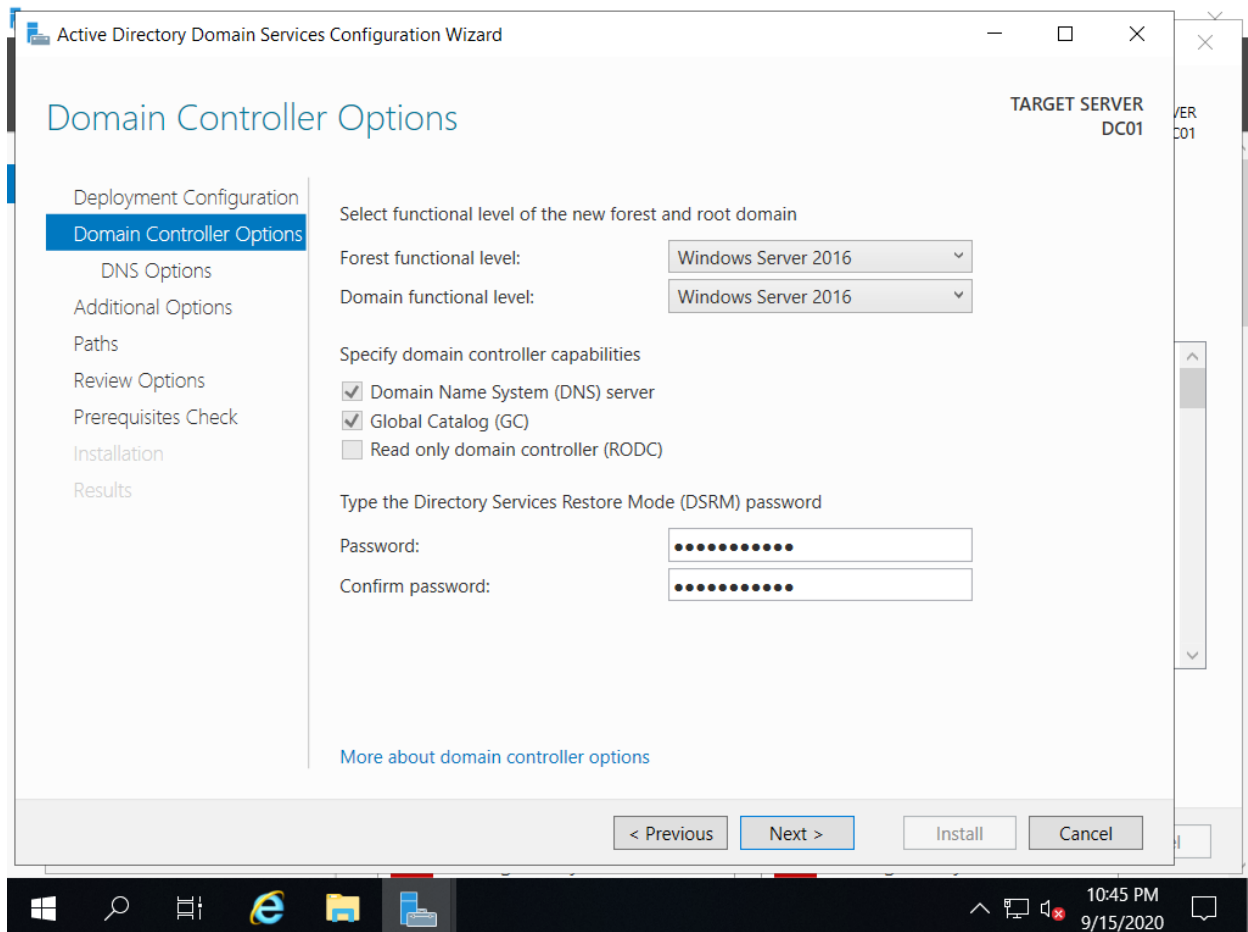 Active Directory Domain Services Configuration Wizard
Domain Controller Options
TARGET SERVER
DC01
VER
C01
Deployment Configuration
Domain Controller Options
DNS Options
Additional Options
Paths
Review Options
Prerequisites Check
Installation
Results
Select functional level of the new forest and root domain
Forest functional level: Windows Server 2016
Domain functional level: Windows Server 2016
Specify domain controller capabilities
Domain Name System (DNS) server
Global Catalog (GC)
Read only domain controller (RODC)
Type the Directory Services Restore Mode (DSRM) password
Password: ●●●●●●●●●●●
Confirm password: ●●●●●●●●●●●
More about domain controller options
< Previous Next > Install Cancel
10:45 PM
9/15/2020